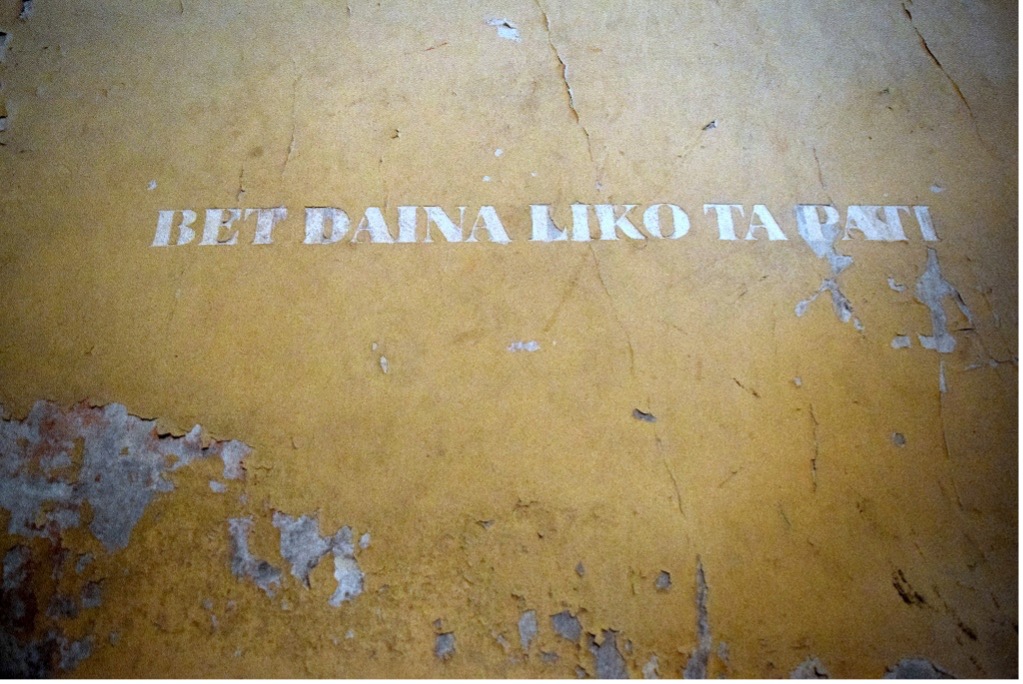 BET DAINA LIKO TA PATI